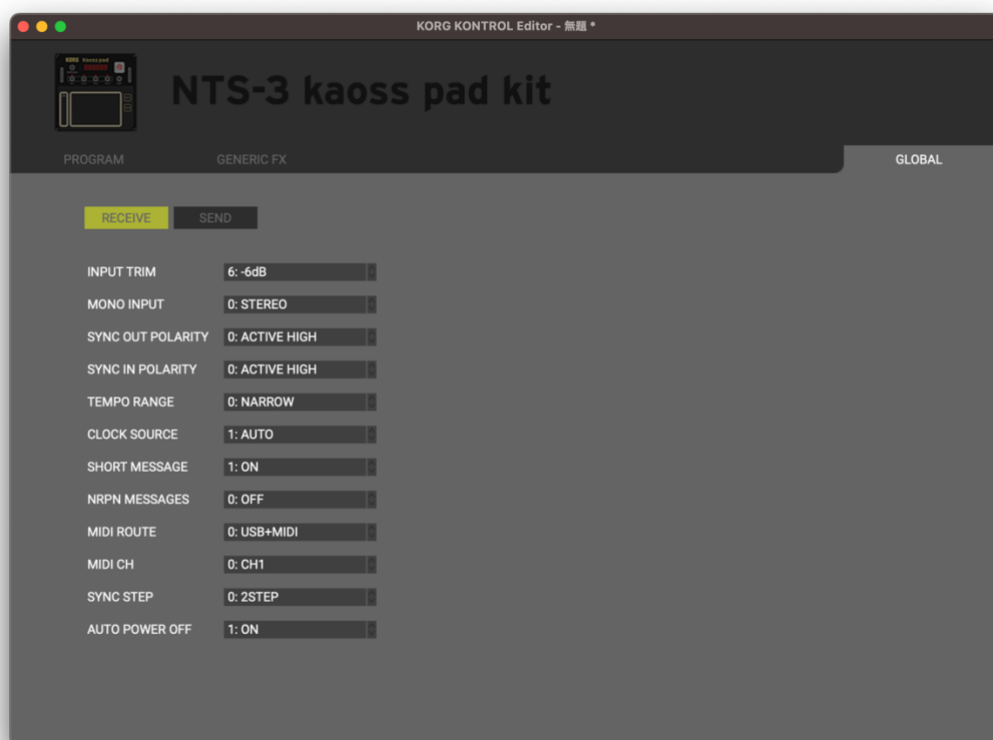 KORG KONTROL Editor - 無題 *
KORG kaoss pad
NTS-3 kaoss pad kit
PROGRAM GENERIC FX GLOBAL
RECEIVE SEND
INPUT TRIM 6: -6dB
MONO INPUT 0: STEREO
SYNC OUT POLARITY 0: ACTIVE HIGH
SYNC IN POLARITY 0: ACTIVE HIGH
TEMPO RANGE 0: NARROW
CLOCK SOURCE 1: AUTO
SHORT MESSAGE 1: ON
NRPN MESSAGES 0: OFF
MIDI ROUTE 0: USB+MIDI
MIDI CH 0: CH1
SYNC STEP 0: 2STEP
AUTO POWER OFF 1: ON